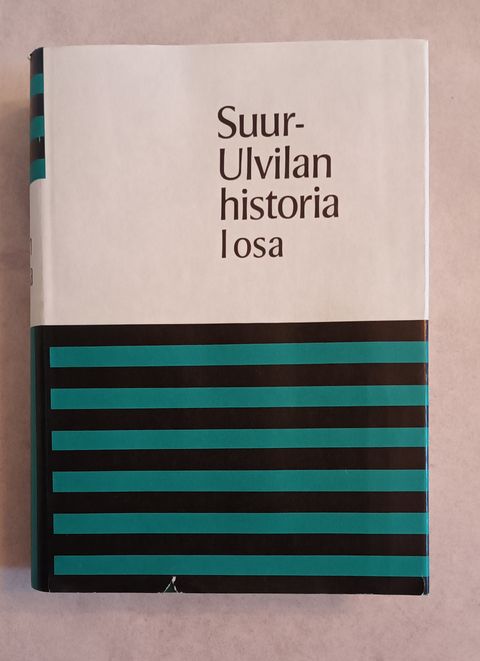 Suur-
Ulvilan
historia
I osa